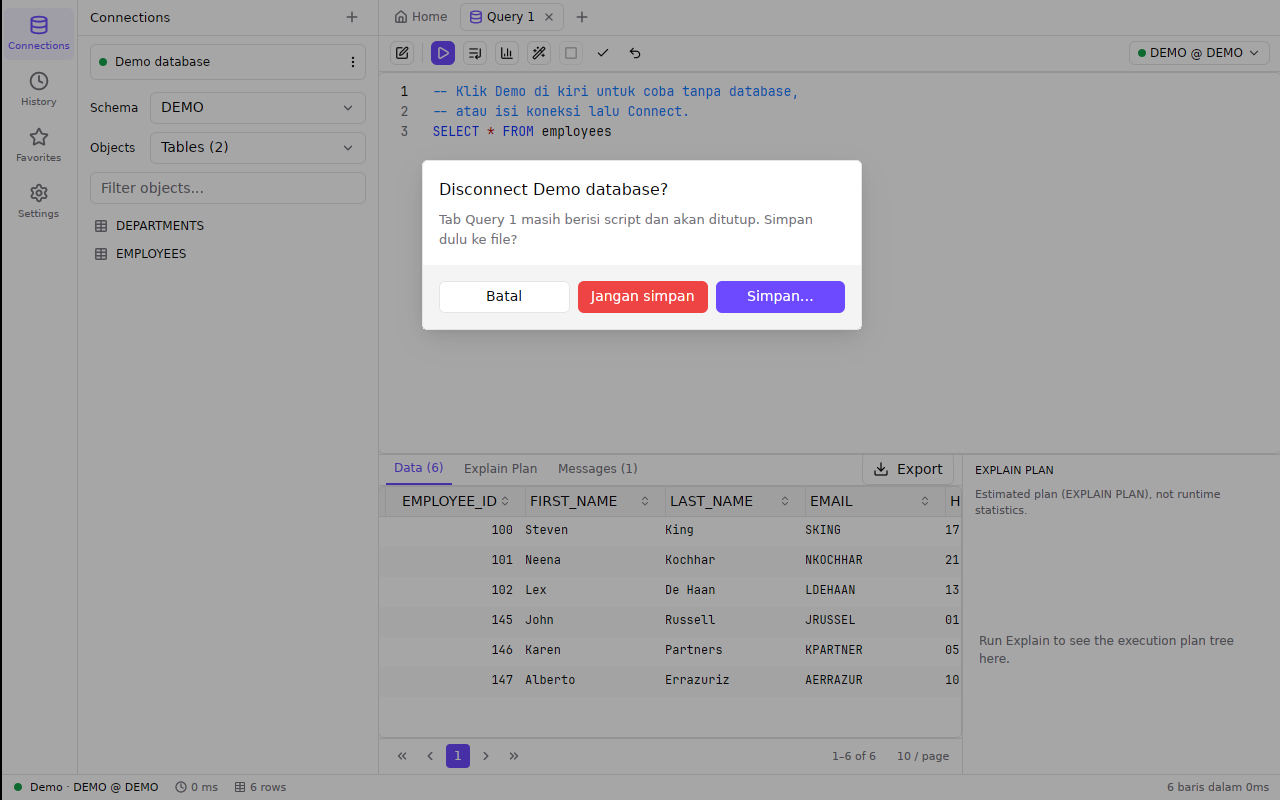 Connections
History
Favorites
Settings
Connections
Demo database
Schema
DEMO
Objects
Tables (2)
Filter objects...
DEPARTMENTS
EMPLOYEES
Home
Query 1
DEMO @ DEMO
1 -- Klik Demo di kiri untuk coba tanpa database,
2 -- atau isi koneksi lalu Connect.
3 SELECT * FROM employees
Disconnect Demo database?
Tab Query 1 masih berisi script dan akan ditutup. Simpan
dulu ke file?
Batal
Jangan simpan
Simpan...
Data (6)
Explain Plan
Messages (1)
Export
EMPLOYEE_ID FIRST_NAME LAST_NAME EMAIL H
100 Steven King SKING 17
101 Neena Kochhar NKOCHHAR 21
102 Lex De Haan LDEHAAN 13
145 John Russell JRUSSEL 01
146 Karen Partners KPARTNER 05
147 Alberto Errazuriz AERRAZUR 10
1
1–6 of 6
10 / page
EXPLAIN PLAN
Estimated plan (EXPLAIN PLAN), not runtime
statistics.
Run Explain to see the execution plan tree
here.
Demo · DEMO @ DEMO
0 ms
6 rows
6 baris dalam 0ms